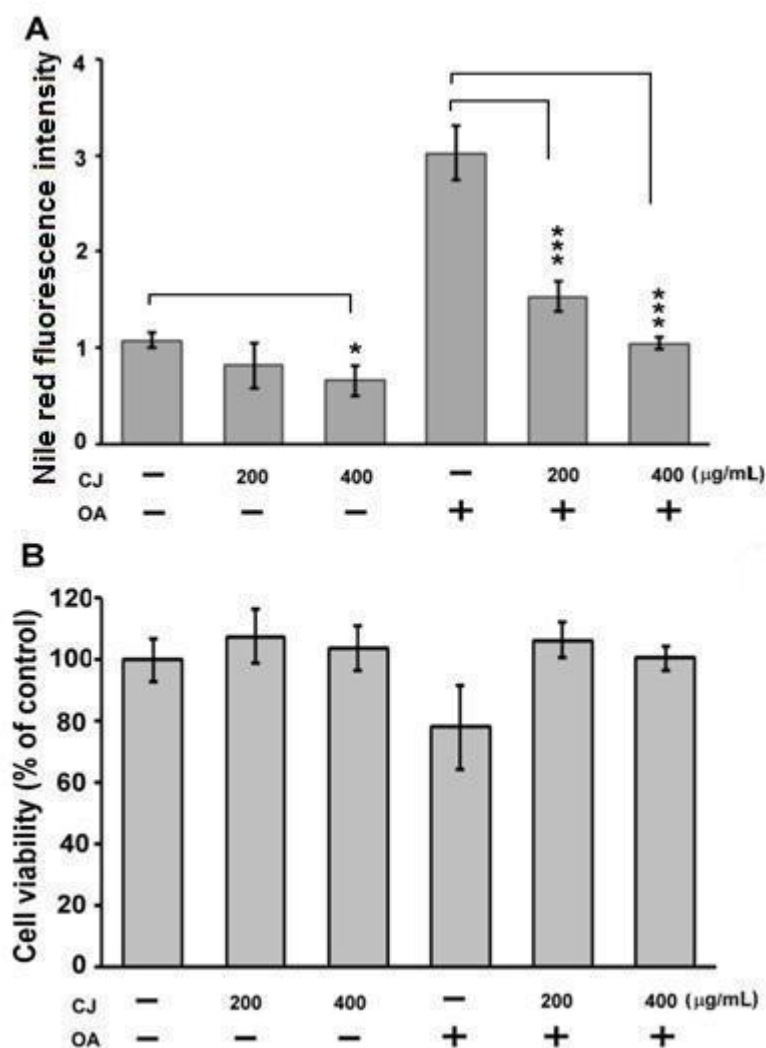 A
Nile red fluorescence intensity
4
3
2
1
0
*
***
***
CJ − 200 400 − 200 400 (μg/mL)
OA − − − + + +
B
Cell viability (% of control)
120
100
80
60
40
20
0
CJ − 200 400 − 200 400 (μg/mL)
OA − − − + + +